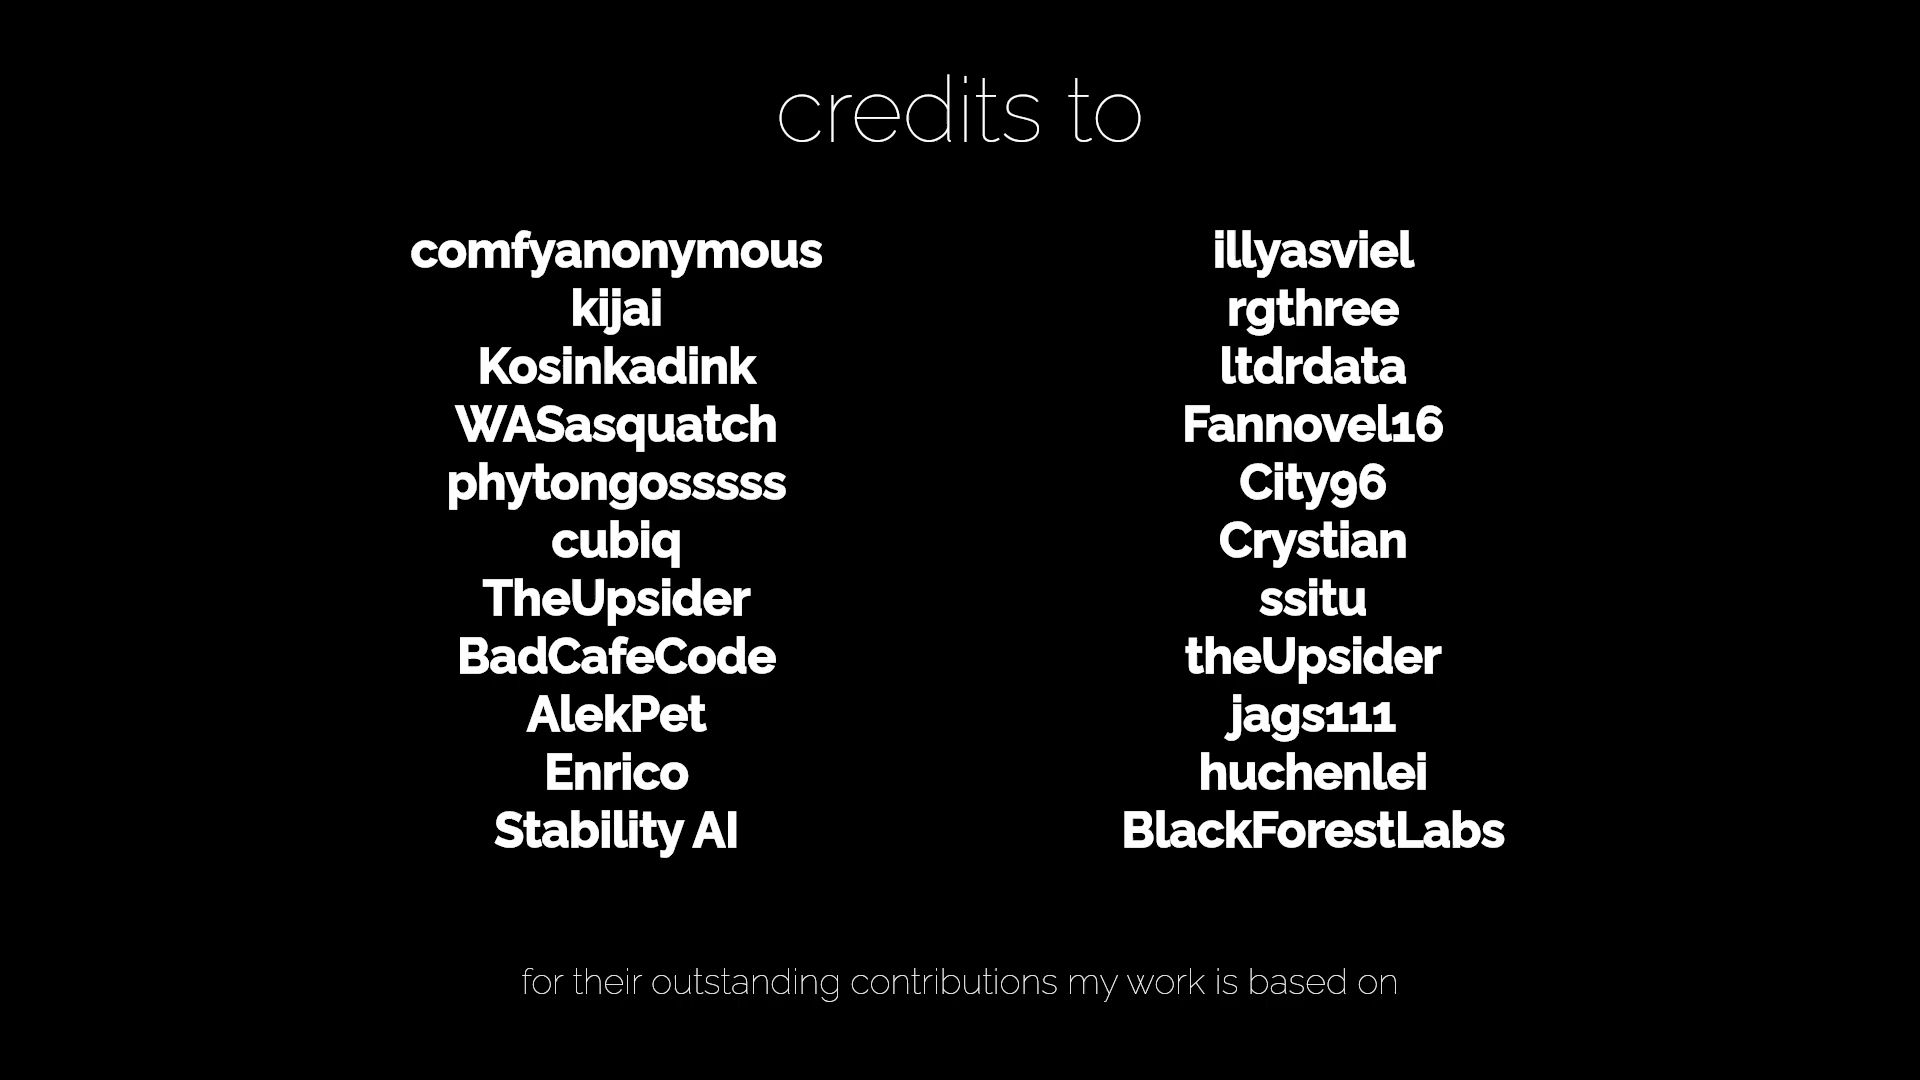 credits to
comfyanonymous
kijai
Kosinkadink
WASasquatch
phytongosssss
cubiq
TheUpsider
BadCafeCode
AlekPet
Enrico
Stability AI
illyasviel
rgthree
ltdrdata
Fannovel16
City96
Crystian
ssitu
theUpsider
jags111
huchenlei
BlackForestLabs
for their outstanding contributions my work is based on